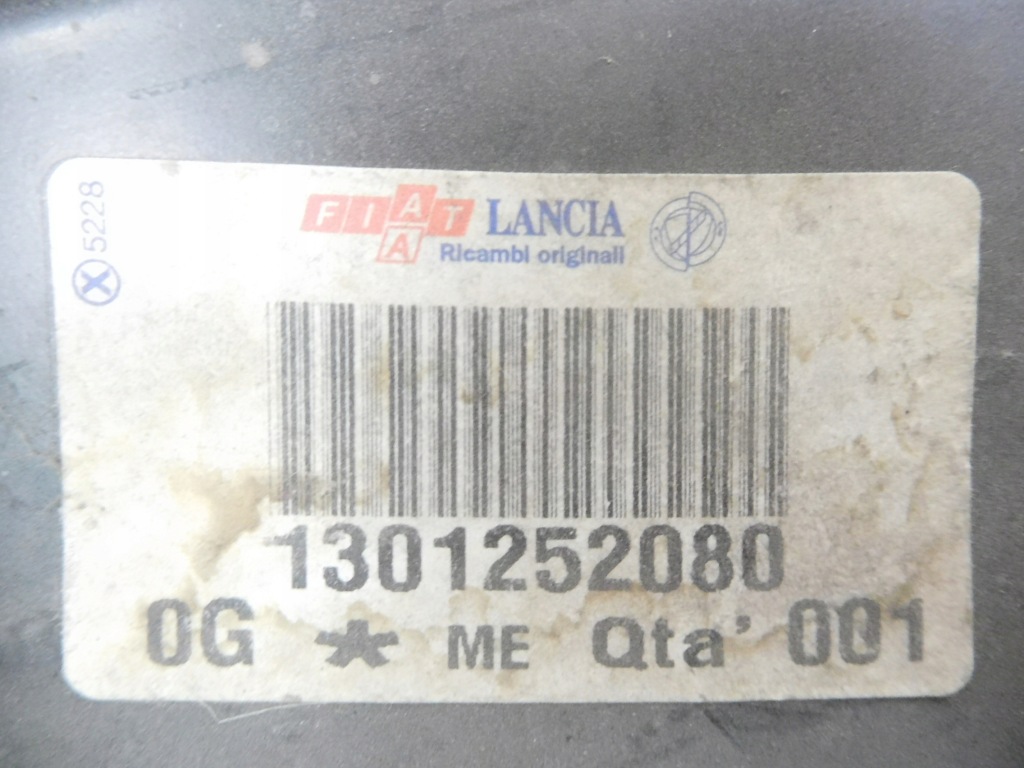 FIAT LANCIA
Ricambi originali
X 5228
1301252080
0G * ME Qta' 001